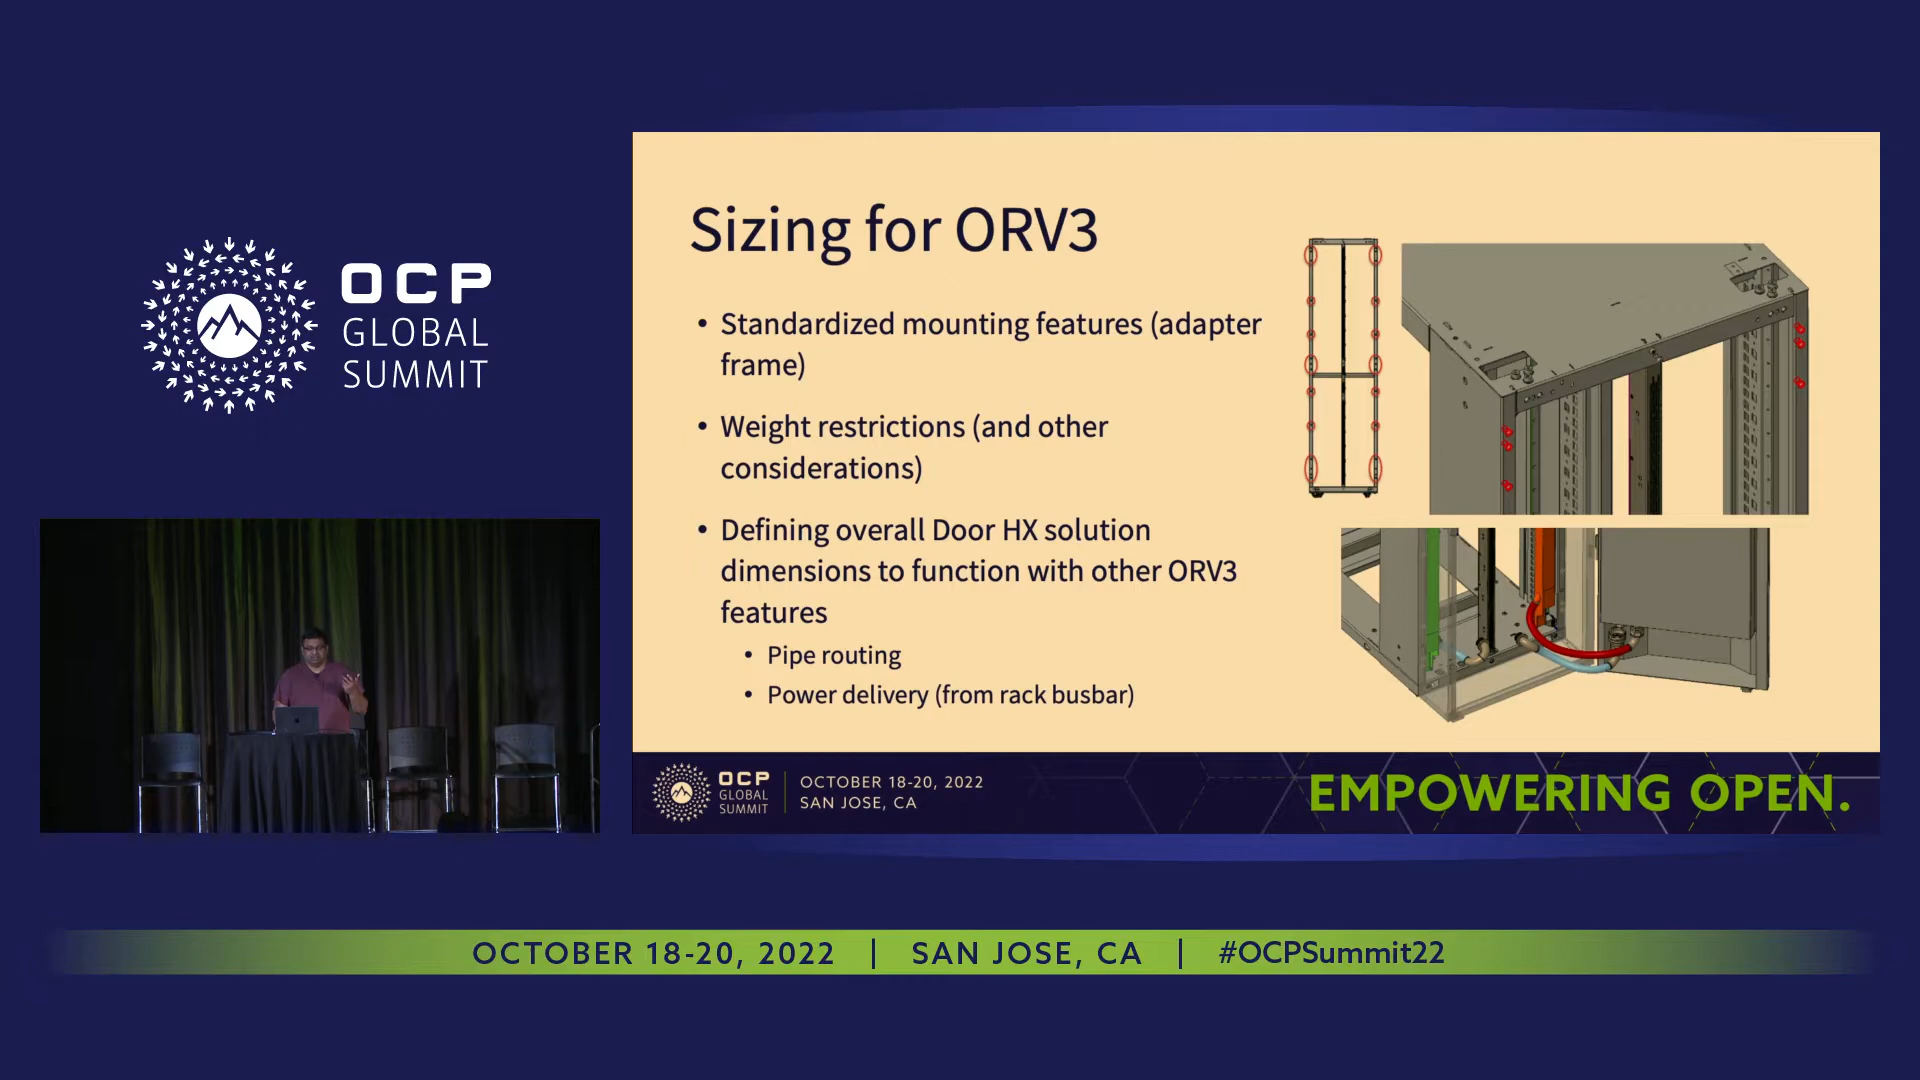 OCP
GLOBAL
SUMMIT
Sizing for ORV3
• Standardized mounting features (adapter
frame)
• Weight restrictions (and other
considerations)
• Defining overall Door HX solution
dimensions to function with other ORV3
features
• Pipe routing
• Power delivery (from rack busbar)
OCP
GLOBAL
SUMMIT
OCTOBER 18-20, 2022
SAN JOSE, CA
EMPOWERING OPEN.
OCTOBER 18-20, 2022 | SAN JOSE, CA | #OCPSummit22